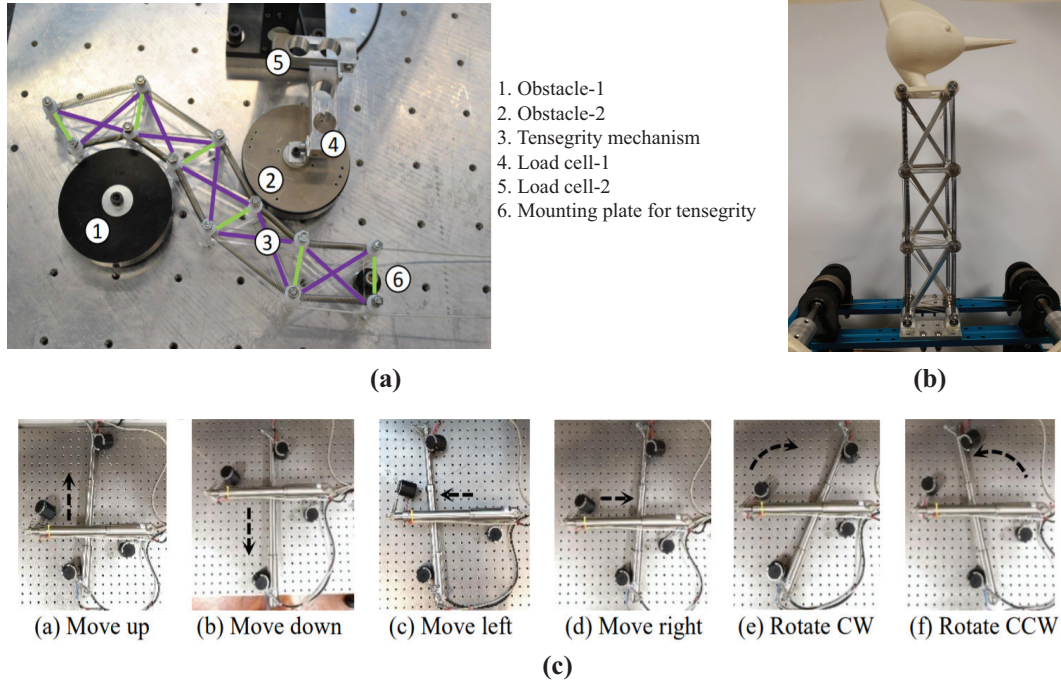 5
4
2
1
3
6
1. Obstacle-1
2. Obstacle-2
3. Tensegrity mechanism
4. Load cell-1
5. Load cell-2
6. Mounting plate for tensegrity
(a)
(b)
(a) Move up
(b) Move down
(c) Move left
(d) Move right
(e) Rotate CW
(f) Rotate CCW
(c)